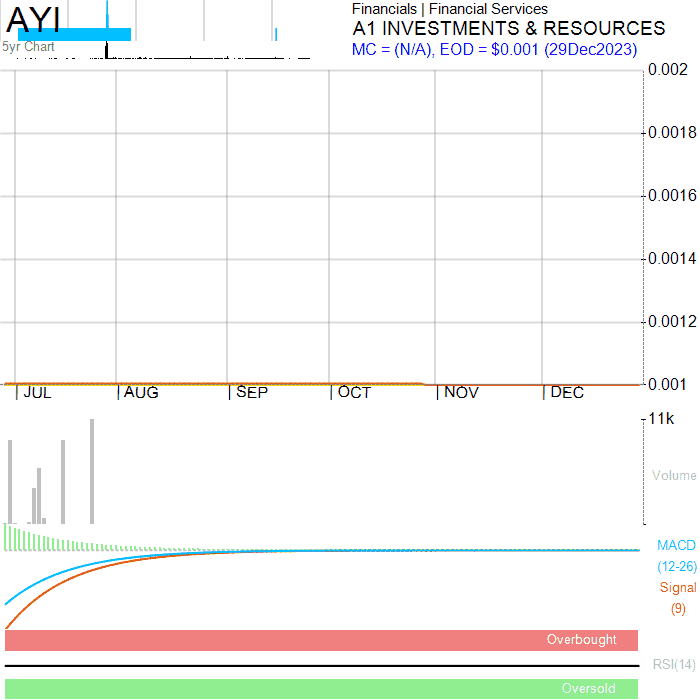 AYI
5yr Chart
Financials | Financial Services
A1 INVESTMENTS & RESOURCES
MC = (N/A), EOD = $0.001 (29Dec2023)
0.002
0.0018
0.0016
0.0014
0.0012
0.001
JUL AUG SEP OCT NOV DEC
11k
Volume
MACD
(12-26)
Signal
(9)
Overbought
RSI(14)
Oversold